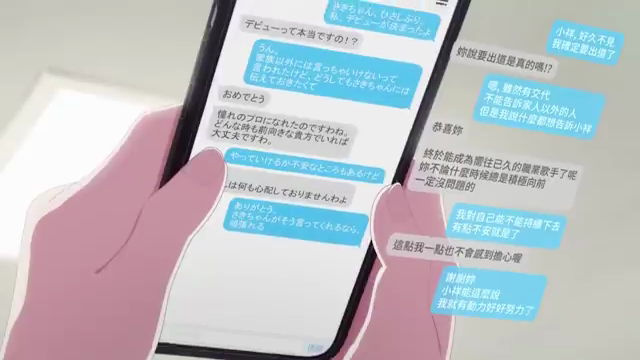 さきちゃん、ひさしぶり。
私、デビューが決まったよ
デビューって本当ですの!?
うん。
家族以外には言っちゃいけないって
言われたけど、どうしてもさきちゃんには
伝えておきたくて
おめでとう
憧れのプロになれたのですわね。
どんな時も前向きな貴方でいれば
大丈夫ですわ。
やっていけるか不安なところもあるけど
は何も心配しておりませんわよ
ありがとう。
さきちゃんがそう言ってくれるなら、
頑張れる
小祥,好久不見
我確定要出道了
妳說要出道是真的嗎!?
嗯,雖然有交代
不能告訴家人以外的人
但是我說什麼都想告訴小祥
恭喜妳
終於能成為嚮往已久的職業歌手了呢
妳不論什麼時候總是積極向前
一定沒問題的
我對自己能不能持續下去
有點不安就是了
這點我一點也不會感到擔心喔
謝謝妳
小祥能這麼說
我就有動力好好努力了